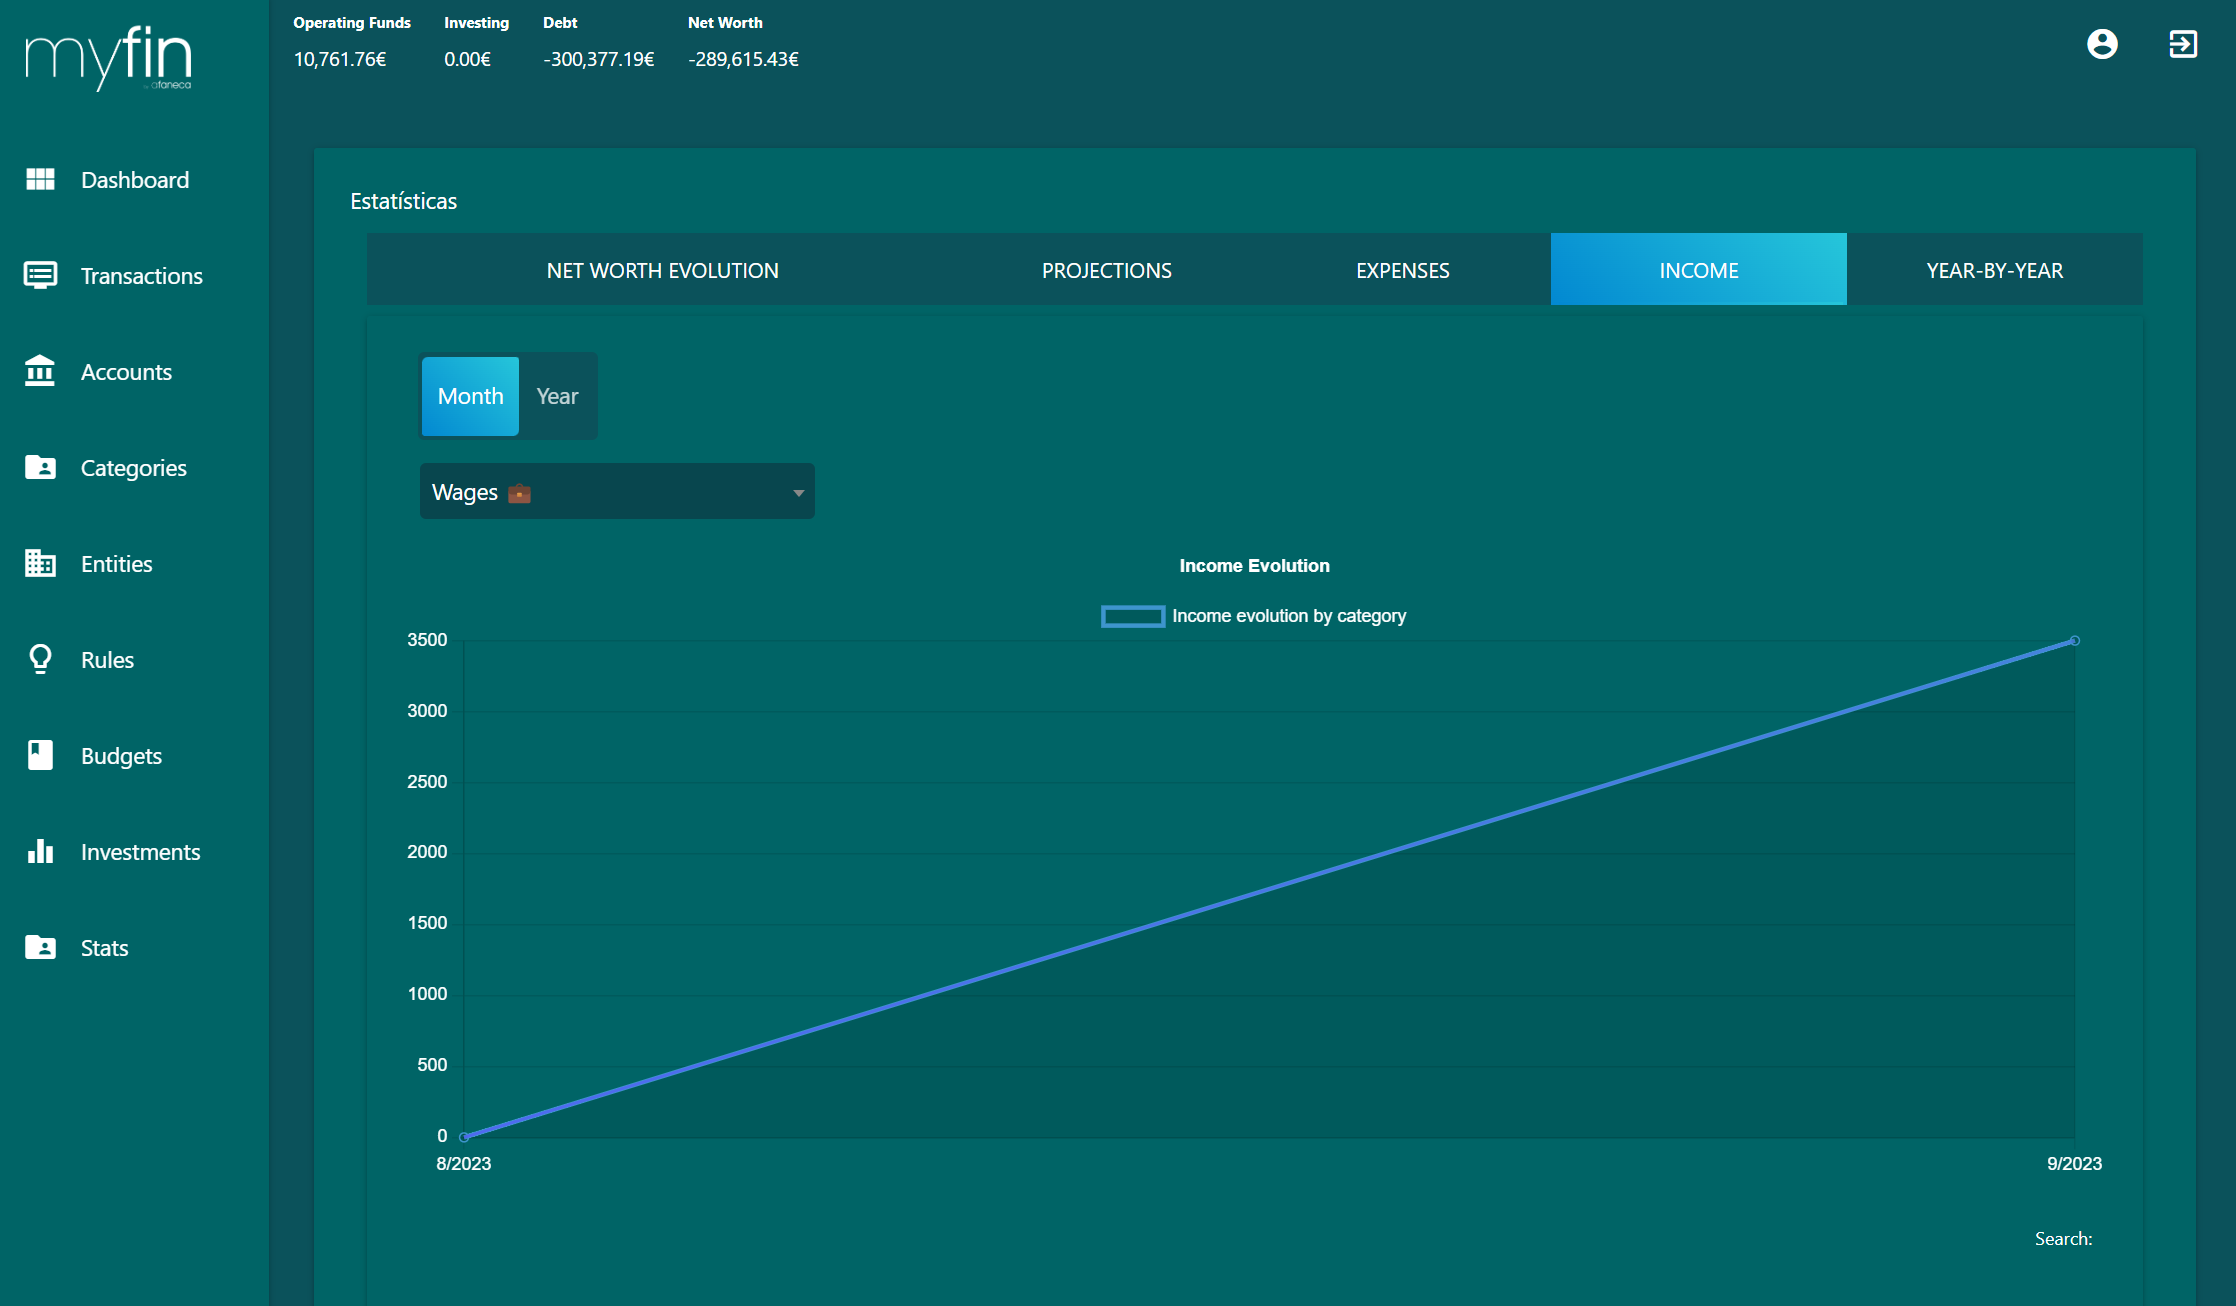 myfin
by afaneca
Operating Funds Investing Debt Net Worth
10,761.76€ 0.00€ -300,377.19€ -289,615.43€
Dashboard
Transactions
Accounts
Categories
Entities
Rules
Budgets
Investments
Stats
Estatísticas
NET WORTH EVOLUTION PROJECTIONS EXPENSES INCOME YEAR-BY-YEAR
Month Year
Wages 💼
Income Evolution
Income evolution by category
3500
3000
2500
2000
1500
1000
500
0
8/2023 9/2023
Search: